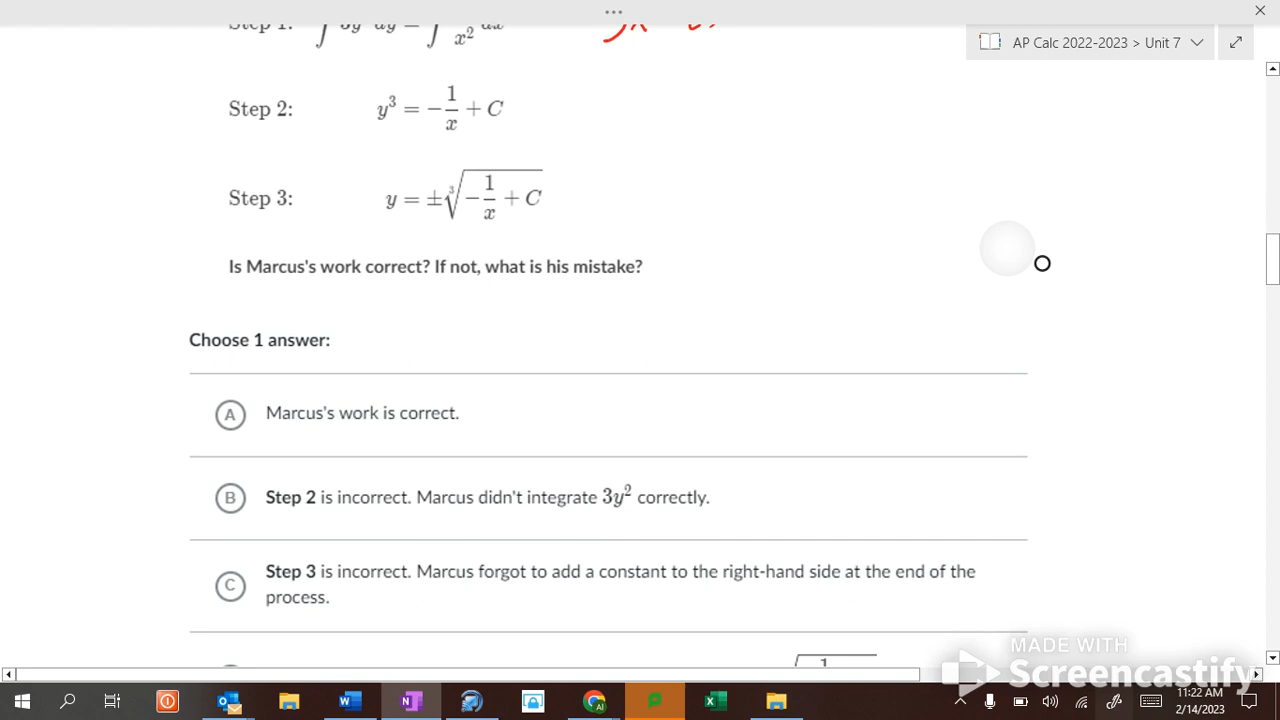 AP Calc 2022-2023 > Unit 7
x² dx
Step 2: y³ = −1/x + C
Step 3: y = ±∛(−1/x + C)
Is Marcus's work correct? If not, what is his mistake?
Choose 1 answer:
A Marcus's work is correct.
B Step 2 is incorrect. Marcus didn't integrate 3y² correctly.
C Step 3 is incorrect. Marcus forgot to add a constant to the right-hand side at the end of the
process.
MADE WITH
Screencastify
11:22 AM
2/14/2023